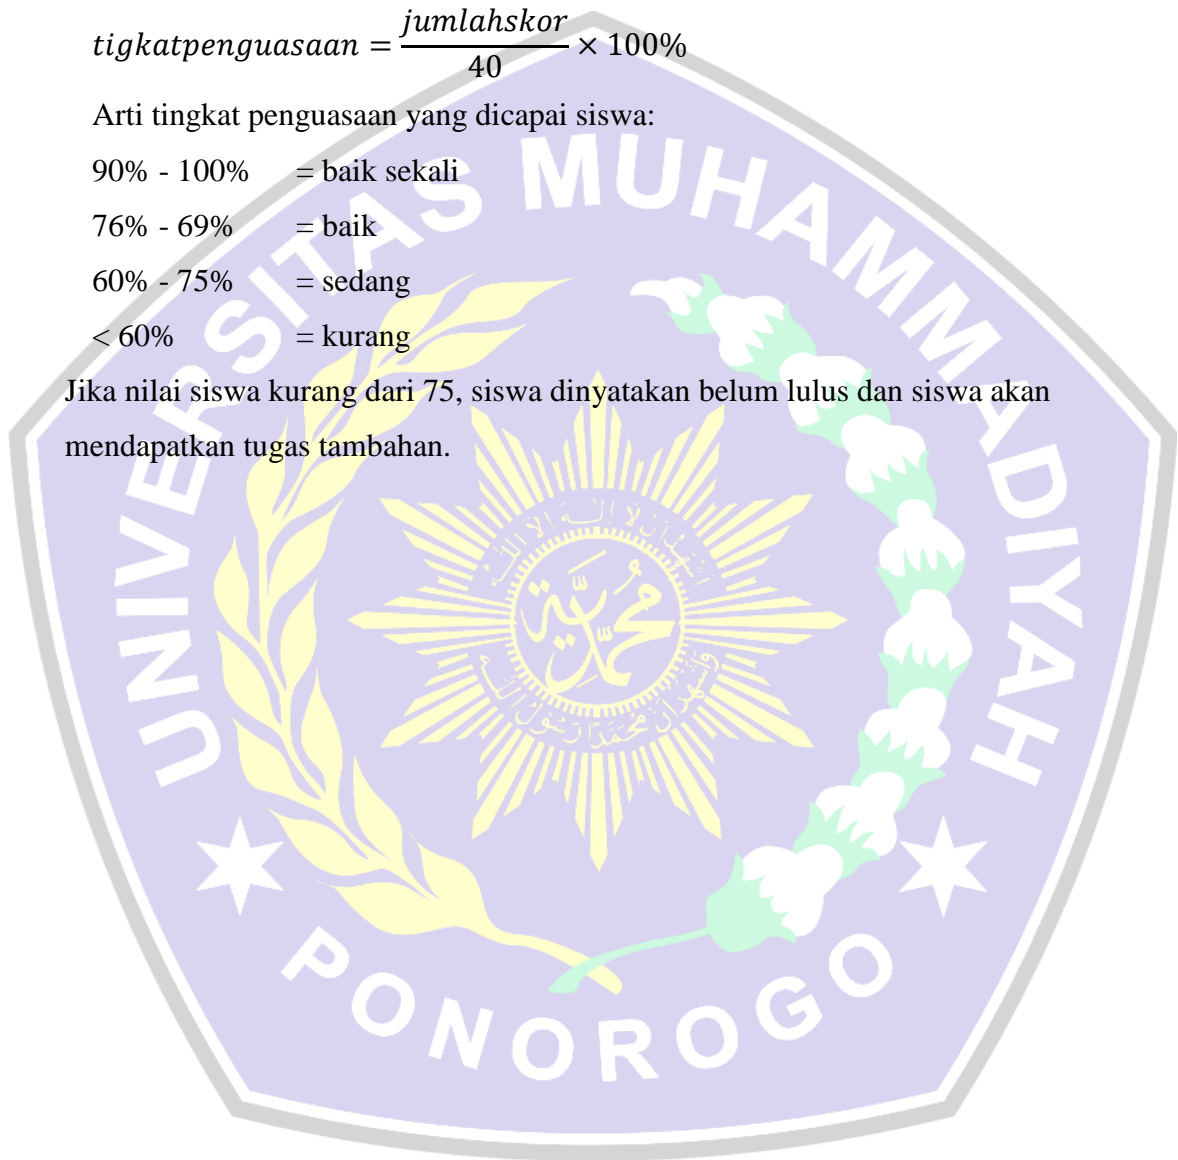 tigkatpenguasaan = jumlahskor / 40 × 100%
Arti tingkat penguasaan yang dicapai siswa:
90% - 100% = baik sekali
76% - 69% = baik
60% - 75% = sedang
< 60% = kurang
Jika nilai siswa kurang dari 75, siswa dinyatakan belum lulus dan siswa akan
mendapatkan tugas tambahan.
UNIVERSITAS MUHAMMADIYAH
PONOROGO
محمدية